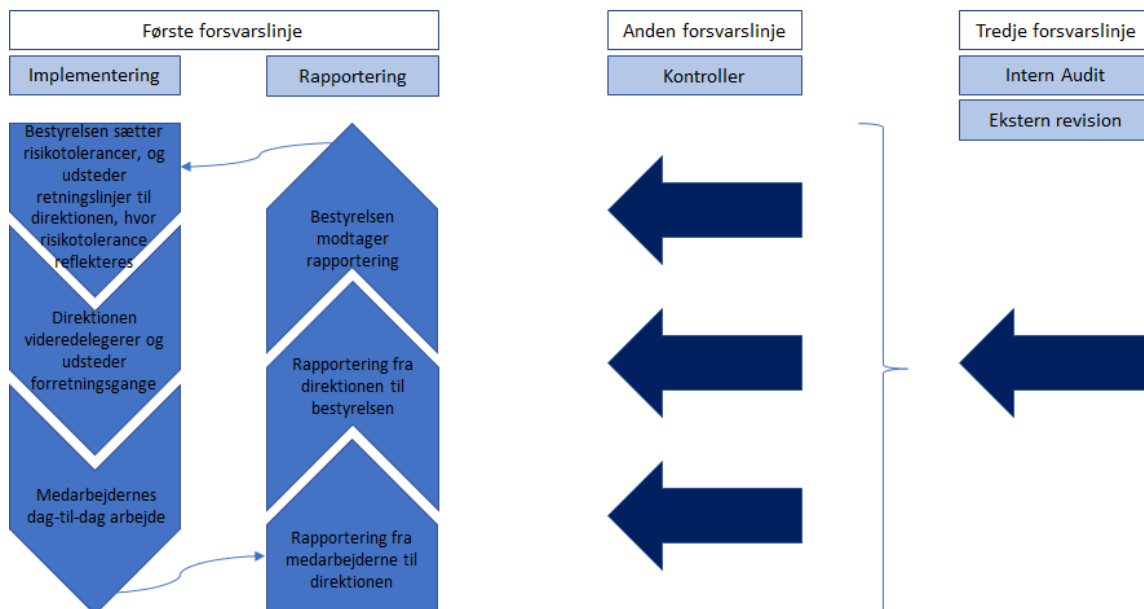 Første forsvarslinje
Implementering
Rapportering
Bestyrelsen sætter
risikotolerancer, og
udsteder
retningslinjer til
direktionen, hvor
risikotolerance
reflekteres
Direktionen
videredelegerer og
udsteder
forretningsgange
Medarbejdernes
dag-til-dag arbejde
Bestyrelsen
modtager
rapportering
Rapportering fra
direktionen til
bestyrelsen
Rapportering fra
medarbejderne til
direktionen
Anden forsvarslinje
Kontroller
Tredje forsvarslinje
Intern Audit
Ekstern revision